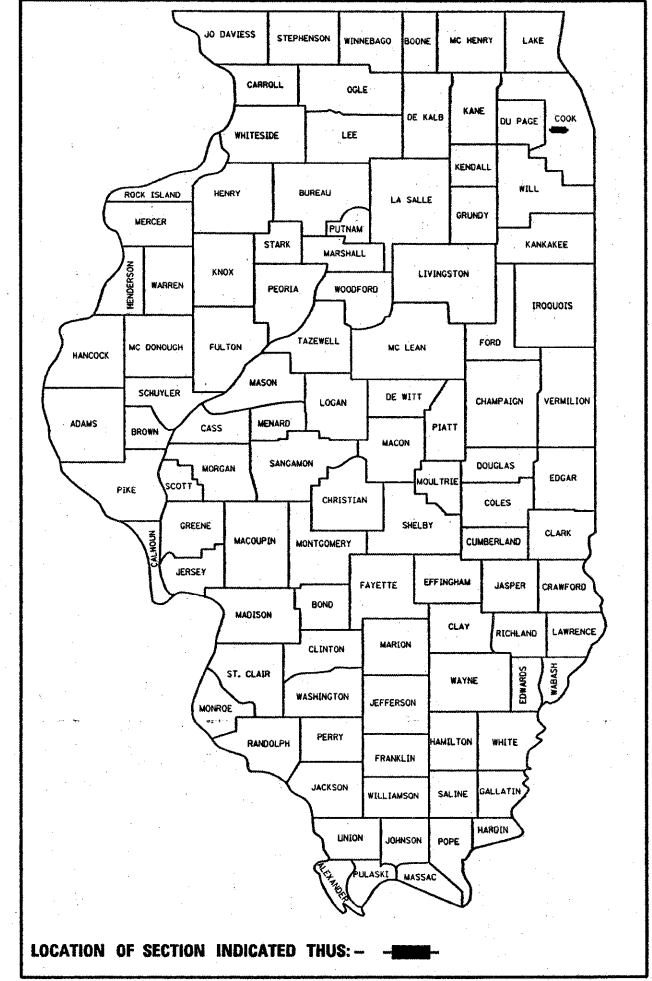 JO DAVIESS STEPHENSON WINNEBAGO BOONE MC HENRY LAKE
CARROLL OGLE DE KALB KANE DU PAGE COOK
WHITESIDE LEE
KENDALL WILL
ROCK ISLAND HENRY BUREAU LA SALLE GRUNDY
MERCER PUTNAM
STARK MARSHALL KANKAKEE
HENDERSON WARREN KNOX PEORIA WOODFORD LIVINGSTON IROQUOIS
HANCOCK MC DONOUGH FULTON TAZEWELL MC LEAN FORD
SCHUYLER MASON LOGAN DE WITT CHAMPAIGN VERMILION
ADAMS BROWN CASS MENARD MACON PIATT
PIKE SCOTT MORGAN SANGAMON CHRISTIAN MOULTRIE DOUGLAS EDGAR
COLES
CALHOUN GREENE MACOUPIN MONTGOMERY SHELBY CUMBERLAND CLARK
JERSEY FAYETTE EFFINGHAM JASPER CRAWFORD
MADISON BOND
CLAY RICHLAND LAWRENCE
CLINTON MARION
ST. CLAIR WAYNE EDWARDS WABASH
WASHINGTON JEFFERSON
MONROE
RANDOLPH PERRY HAMILTON WHITE
FRANKLIN
JACKSON WILLIAMSON SALINE GALLATIN
UNION JOHNSON POPE HARDIN
ALEXANDER PULASKI MASSAC
LOCATION OF SECTION INDICATED THUS: -